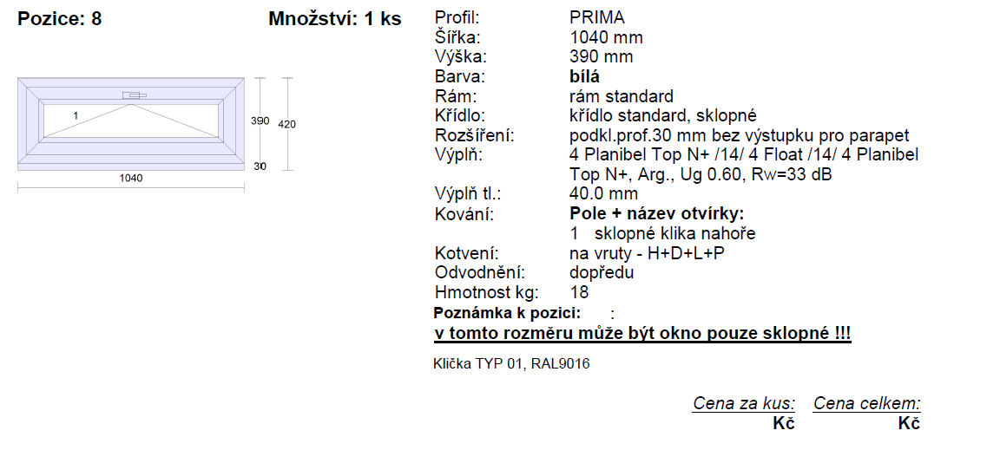 Pozice: 8 Množství: 1 ks
Profil: PRIMA
Šířka: 1040 mm
Výška: 390 mm
Barva: bílá
Rám: rám standard
Křídlo: křídlo standard, sklopné
Rozšíření: podkl.prof.30 mm bez výstupku pro parapet
Výplň: 4 Planibel Top N+ /14/ 4 Float /14/ 4 Planibel
Top N+, Arg., Ug 0.60, Rw=33 dB
Výplň tl.: 40.0 mm
Kování: Pole + název otvírky:
1 sklopné klika nahoře
Kotvení: na vruty - H+D+L+P
Odvodnění: dopředu
Hmotnost kg: 18
Poznámka k pozici: :
v tomto rozměru může být okno pouze sklopné !!!
Klička TYP 01, RAL9016
Cena za kus: Cena celkem:
Kč Kč
1
390 420
30
1040